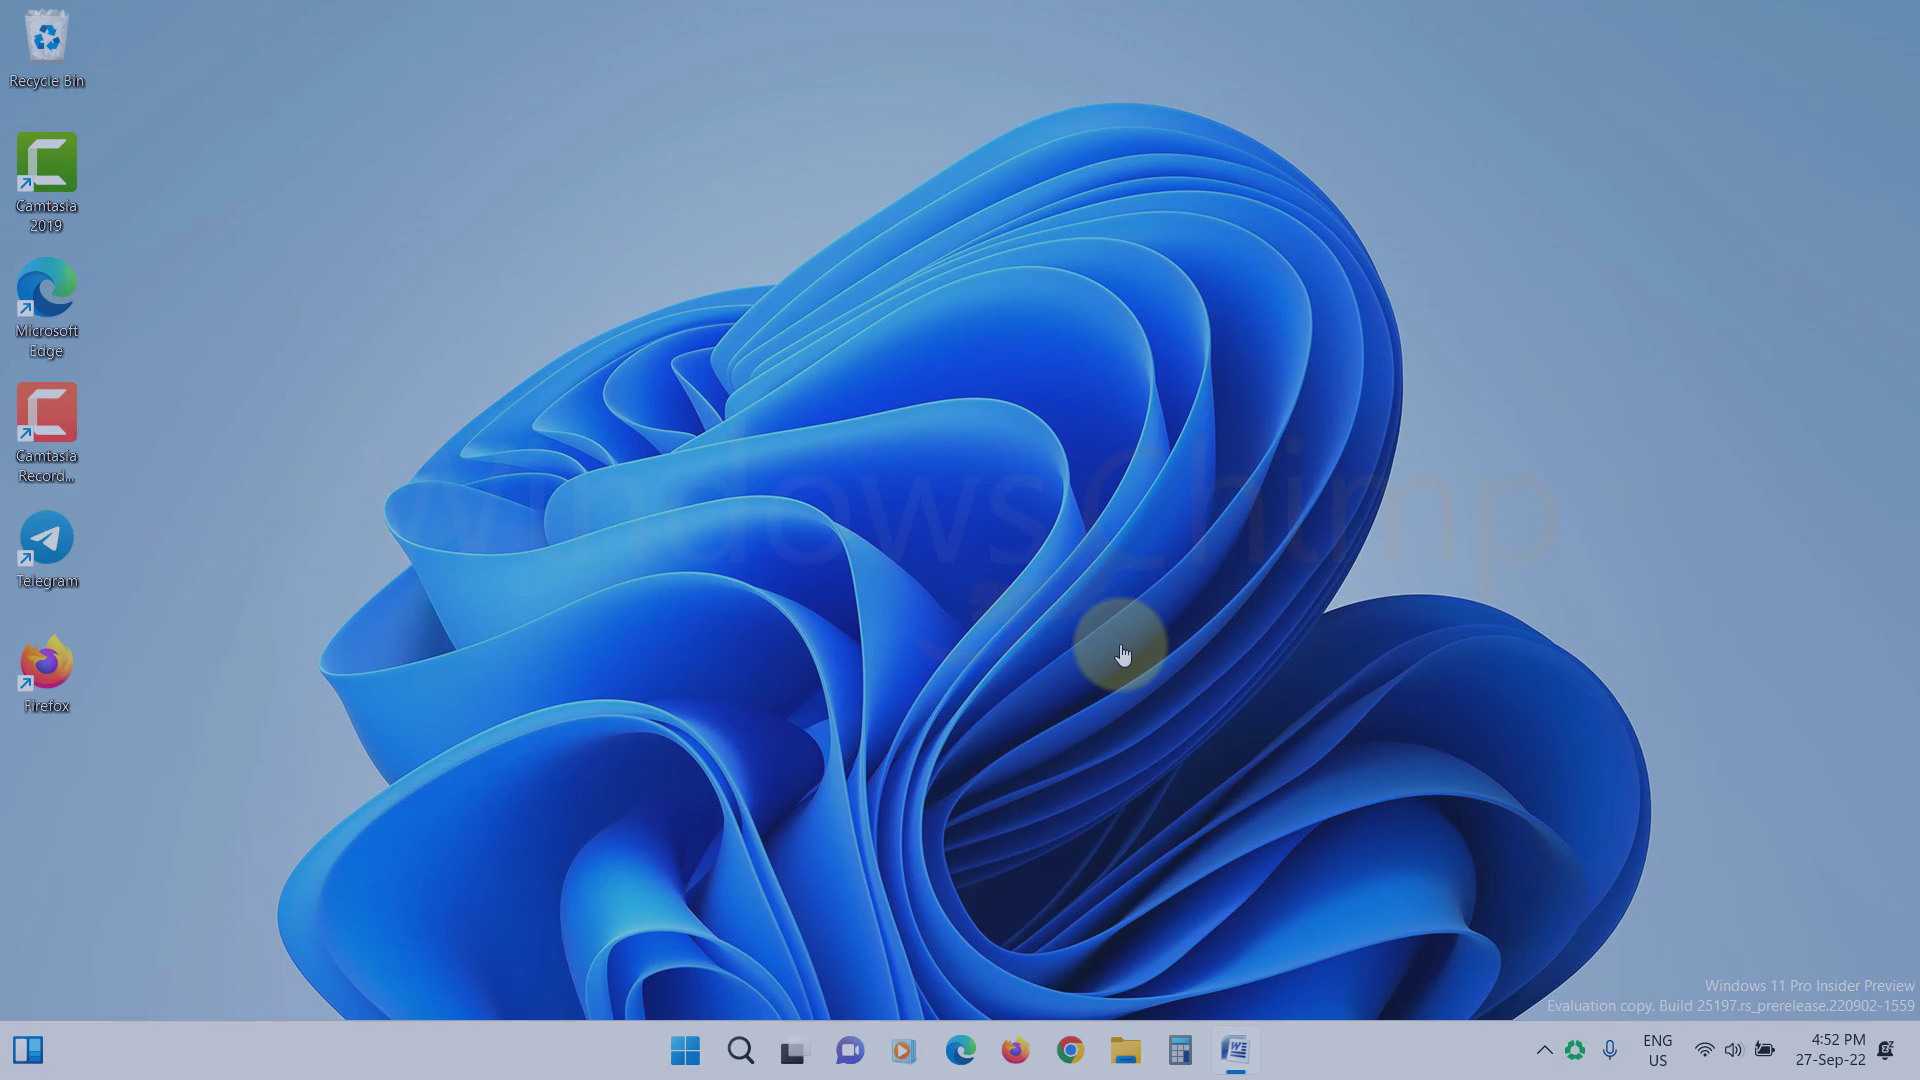 Recycle Bin
Camtasia
2019
Microsoft
Edge
Camtasia
Record...
Telegram
Firefox
WindowsChimp
Windows 11 Pro Insider Preview
Evaluation copy. Build 25197.rs_prerelease.220902-1559
ENG
US
4:52 PM
27-Sep-22